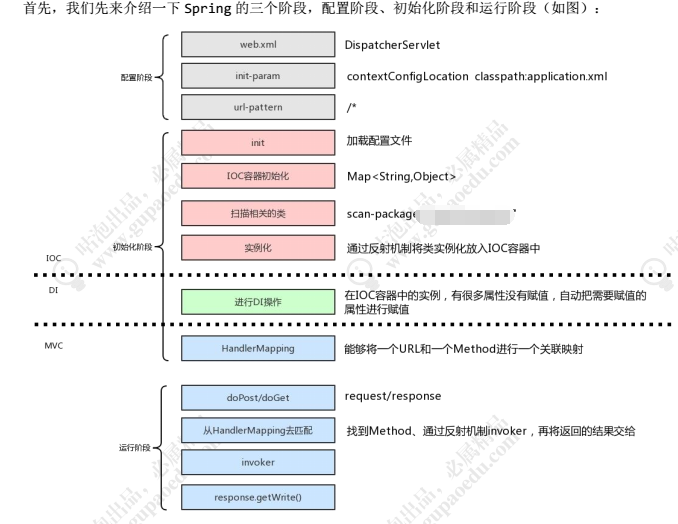 首先，我们先来介绍一下 Spring 的三个阶段，配置阶段、初始化阶段和运行阶段（如图）：
web.xml DispatcherServlet
配置阶段 init-param contextConfigLocation classpath:application.xml
url-pattern /*
init 加载配置文件
IOC容器初始化 Map<String,Object>
扫描相关的类 scan-package
初始化阶段 实例化 通过反射机制将类实例化放入IOC容器中
IOC
DI 进行DI操作 在IOC容器中的实例，有很多属性没有赋值，自动把需要赋值的
属性进行赋值
MVC HandlerMapping 能够将一个URL和一个Method进行一个关联映射
doPost/doGet request/response
从HandlerMapping去匹配 找到Method、通过反射机制invoker，再将返回的结果交给
运行阶段
invoker
response.getWrite()
咕泡出品，必属精品
www.gupaoedu.com